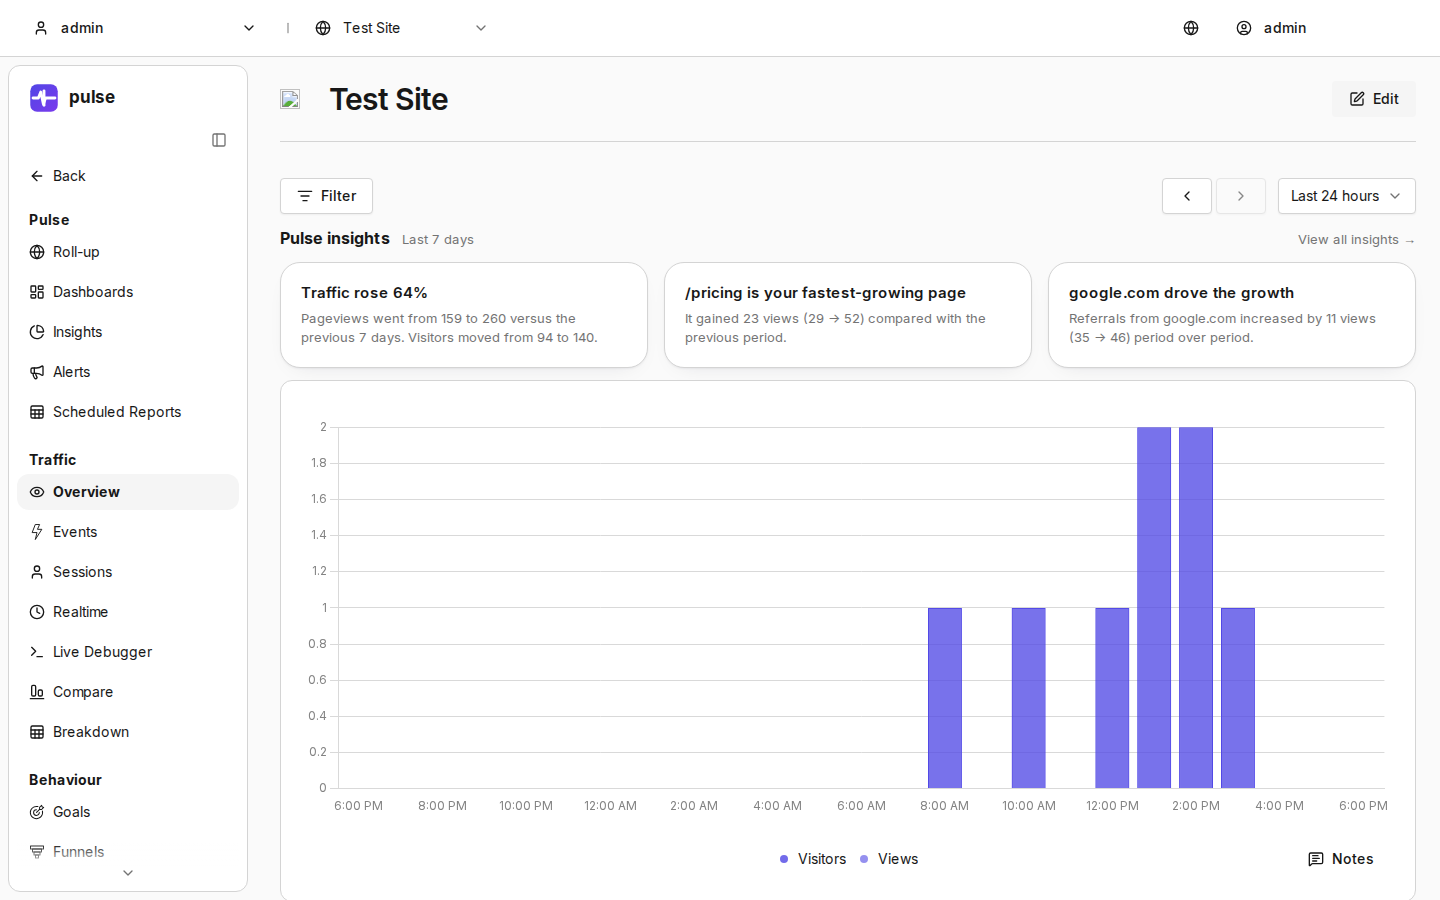 admin
Test Site
admin
pulse
Test Site
Edit
Back
Filter
Last 24 hours
Pulse
Pulse insights
Last 7 days
View all insights →
Roll-up
Dashboards
Insights
Alerts
Scheduled Reports
Traffic rose 64%
Pageviews went from 159 to 260 versus the
previous 7 days. Visitors moved from 94 to 140.
/pricing is your fastest-growing page
It gained 23 views (29 → 52) compared with the
previous period.
google.com drove the growth
Referrals from google.com increased by 11 views
(35 → 46) period over period.
Traffic
Overview
Events
Sessions
Realtime
Live Debugger
Compare
Breakdown
Behaviour
Goals
Funnels
2
1.8
1.6
1.4
1.2
1
0.8
0.6
0.4
0.2
0
6:00 PM
8:00 PM
10:00 PM
12:00 AM
2:00 AM
4:00 AM
6:00 AM
8:00 AM
10:00 AM
12:00 PM
2:00 PM
4:00 PM
6:00 PM
Visitors
Views
Notes